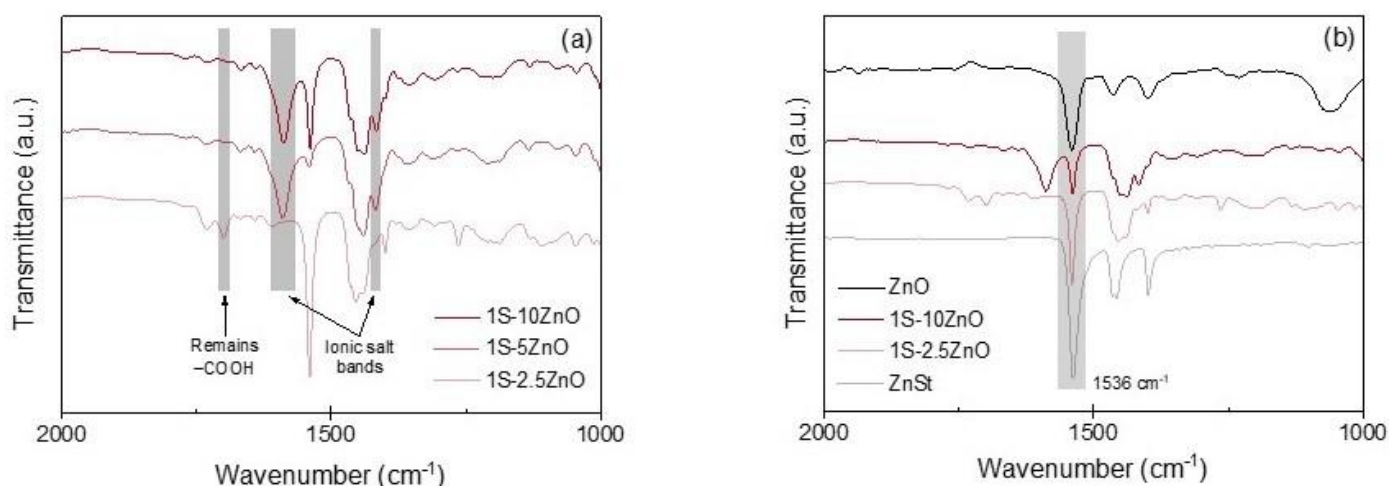 (a)
Transmittance (a.u.)
Remains
–COOH
Ionic salt
bands
1S-10ZnO
1S-5ZnO
1S-2.5ZnO
2000
1500
1000
Wavenumber (cm-1)
(b)
Transmittance (a.u.)
ZnO
1S-10ZnO
1S-2.5ZnO
ZnSt
1536 cm-1
2000
1500
1000
Wavenumber (cm-1)